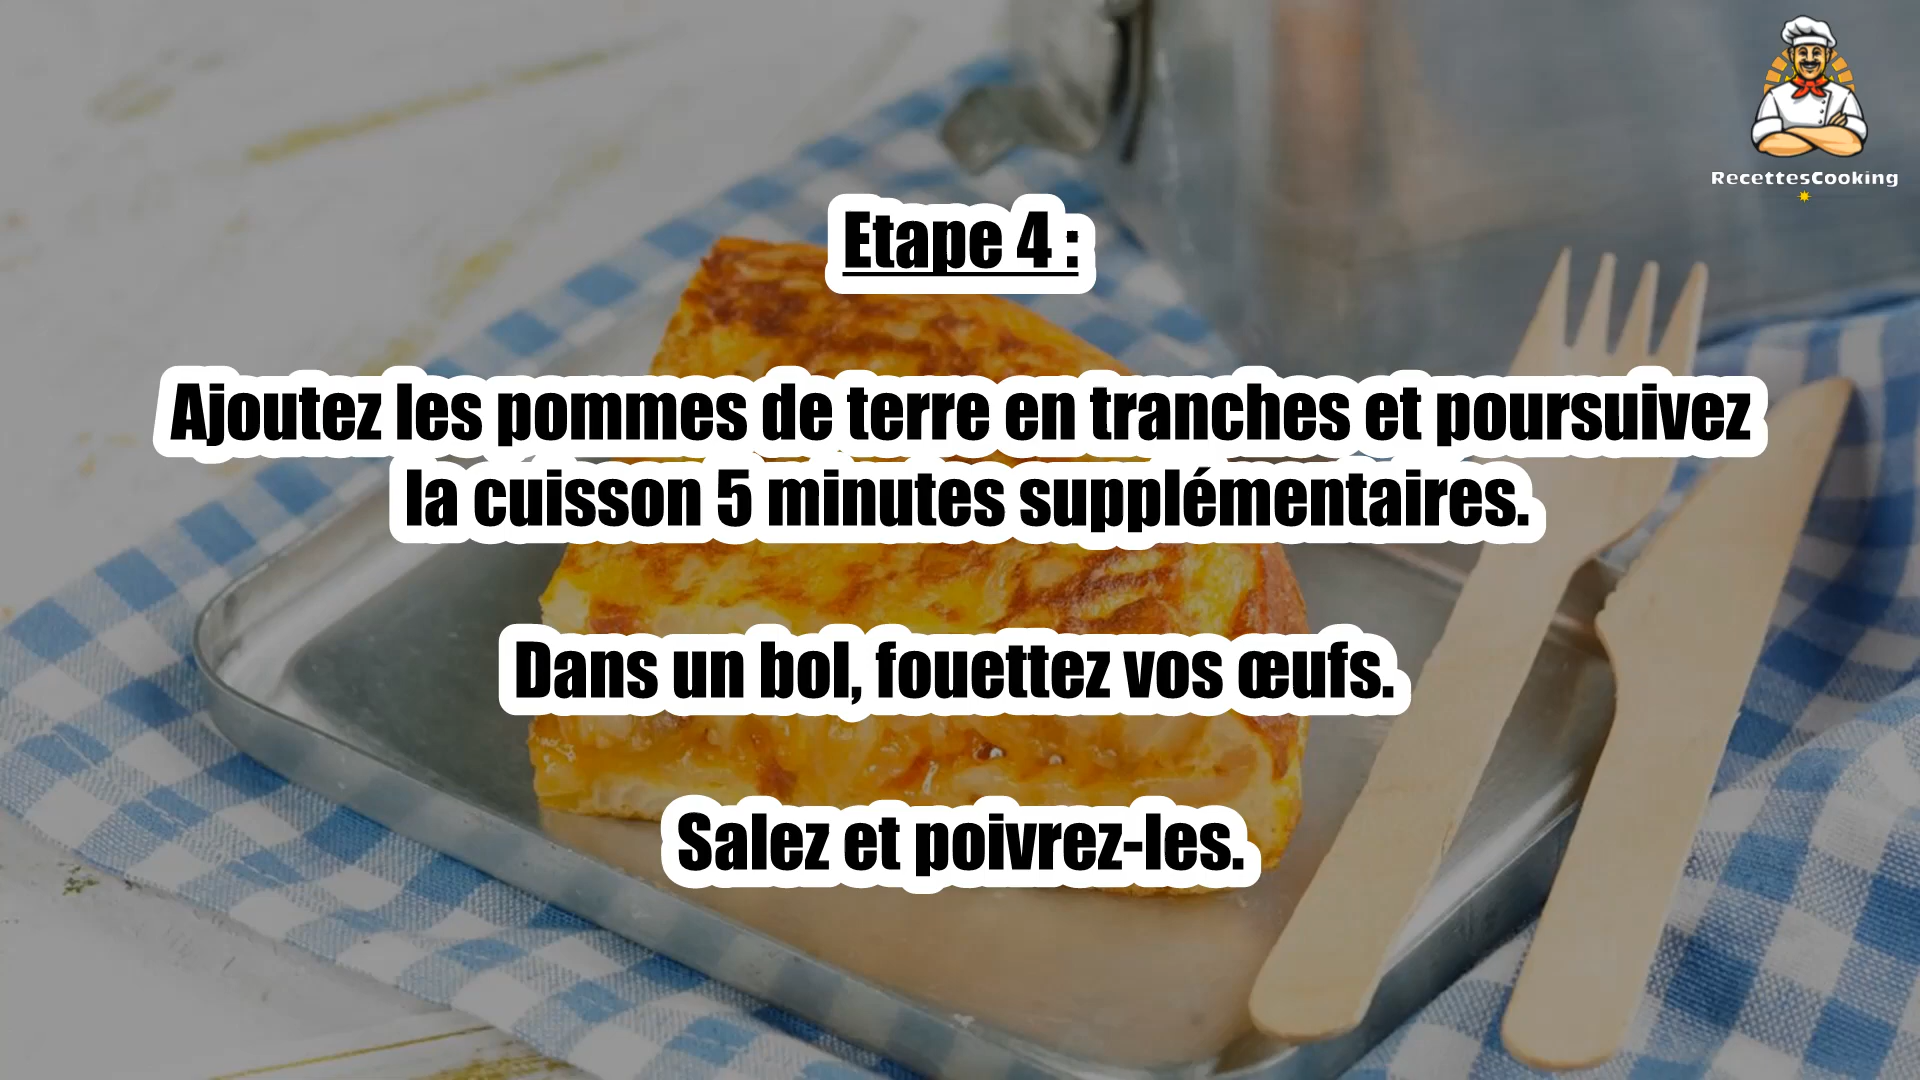 RecettesCooking
Etape 4 :
Ajoutez les pommes de terre en tranches et poursuivez
la cuisson 5 minutes supplémentaires.
Dans un bol, fouettez vos œufs.
Salez et poivrez-les.